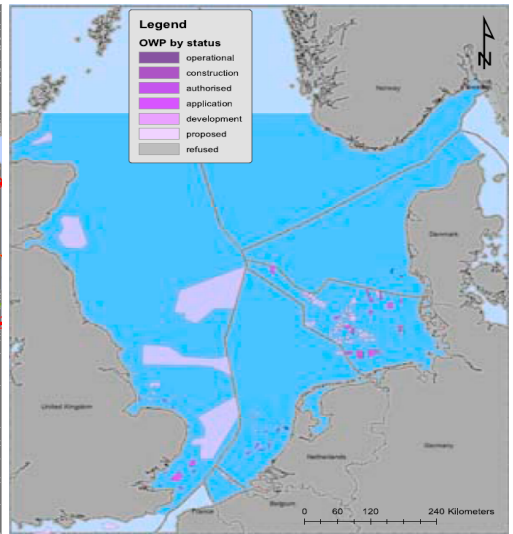 Legend
OWP by status
operational
construction
authorised
application
development
proposed
refused
N
Norway
Denmark
United Kingdom
Netherlands
Germany
Belgium
France
0 60 120 240 Kilometers